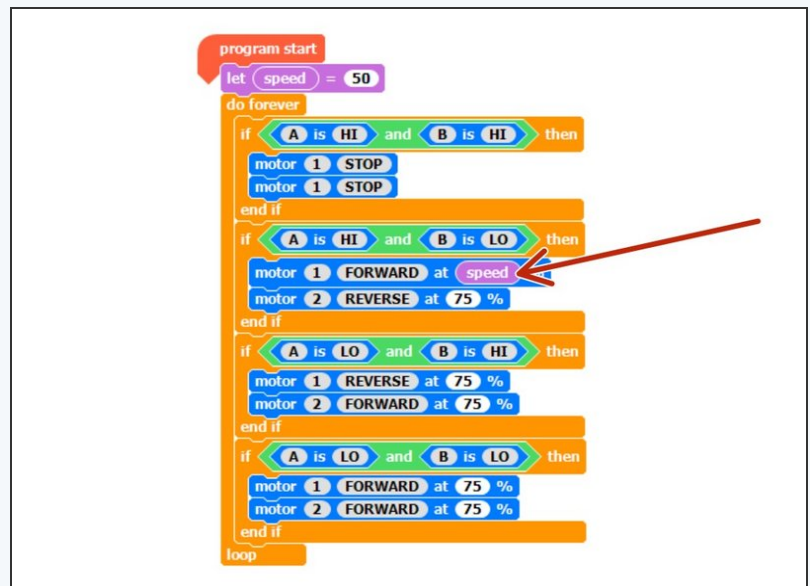 program start
let speed = 50
do forever
if A is HI and B is HI then
motor 1 STOP
motor 1 STOP
end if
if A is HI and B is LO then
motor 1 FORWARD at speed
motor 2 REVERSE at 75 %
end if
if A is LO and B is HI then
motor 1 REVERSE at 75 %
motor 2 FORWARD at 75 %
end if
if A is LO and B is LO then
motor 1 FORWARD at 75 %
motor 2 FORWARD at 75 %
end if
loop